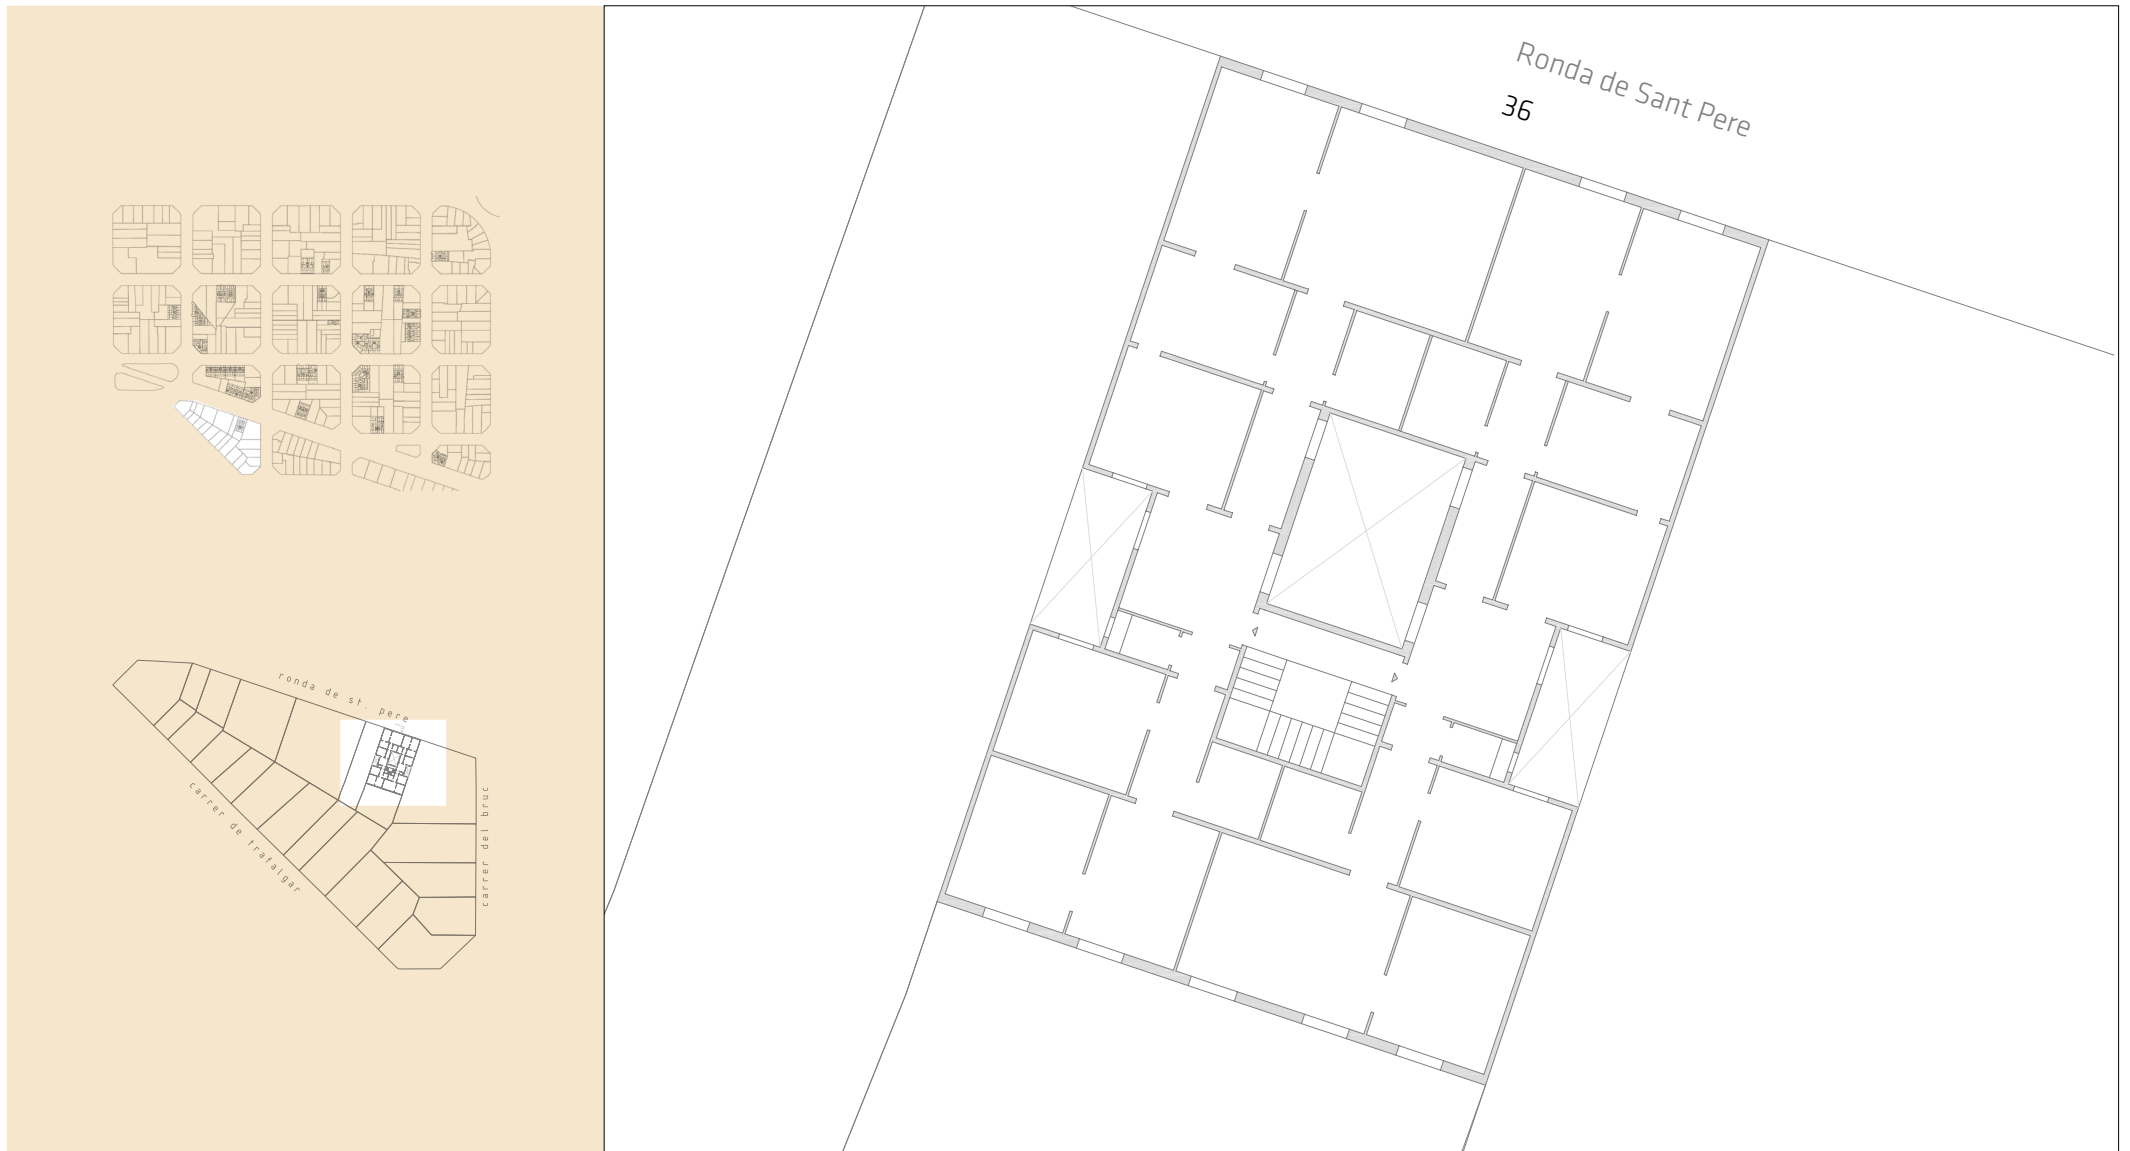 Ronda de Sant Pere
36
ronda de st. pere
carrer de trafalgar
carrer del bruc